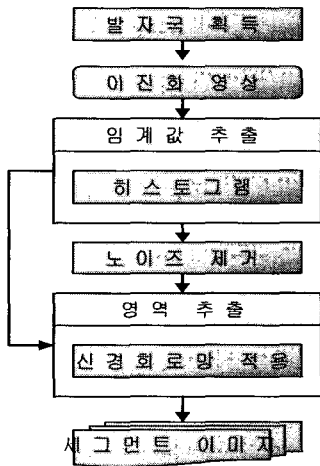 발 자 국 획 득
이 진 화 영 상
임 계 값 추 출
히 스 토 그 램
노 이 즈 제 거
영 역 추 출
신 경 회 로 망 적 용
세 그 먼 트 이 미 지